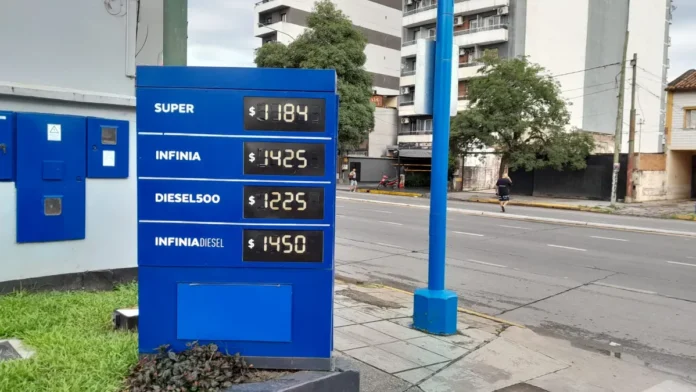 SUPER $1184
INFINIA $1425
DIESEL500 $1225
INFINIADIESEL $1450